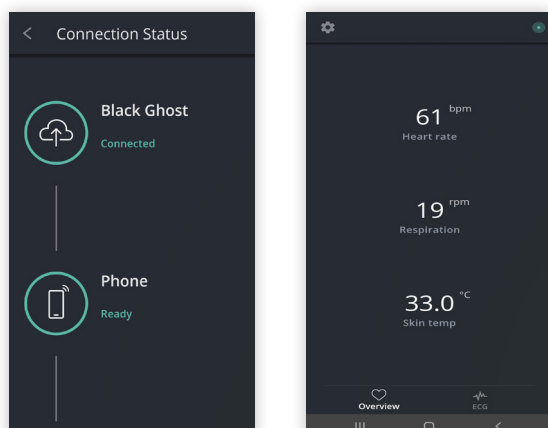 Connection Status
Black Ghost
Connected
Phone
Ready
61 bpm
Heart rate
19 rpm
Respiration
33.0 °C
Skin temp
Overview
ECG